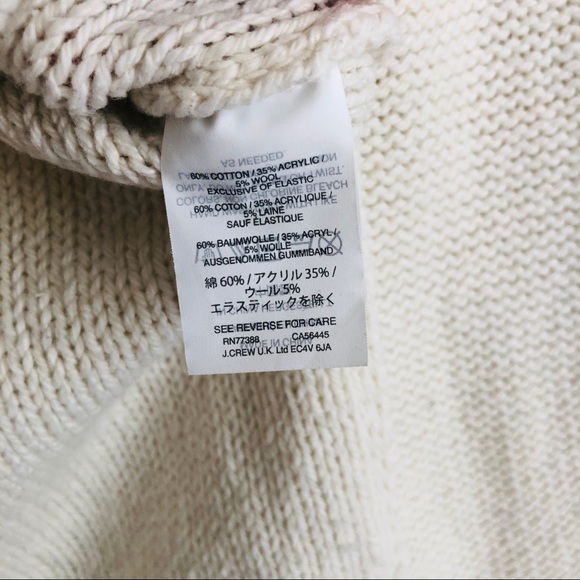 60% COTTON / 35% ACRYLIC /
5% WOOL
EXCLUSIVE OF ELASTIC
60% COTON / 35% ACRYLIQUE /
5% LAINE
SAUF ÉLASTIQUE
60% BAUMWOLLE / 35% ACRYL /
5% WOLLE
AUSGENOMMEN GUMMIBAND
綿 60% / アクリル 35% /
ウール 5%
エラスティックを除く
SEE REVERSE FOR CARE
RN77388 CA56445
J.CREW U.K. Ltd EC4V 6JA